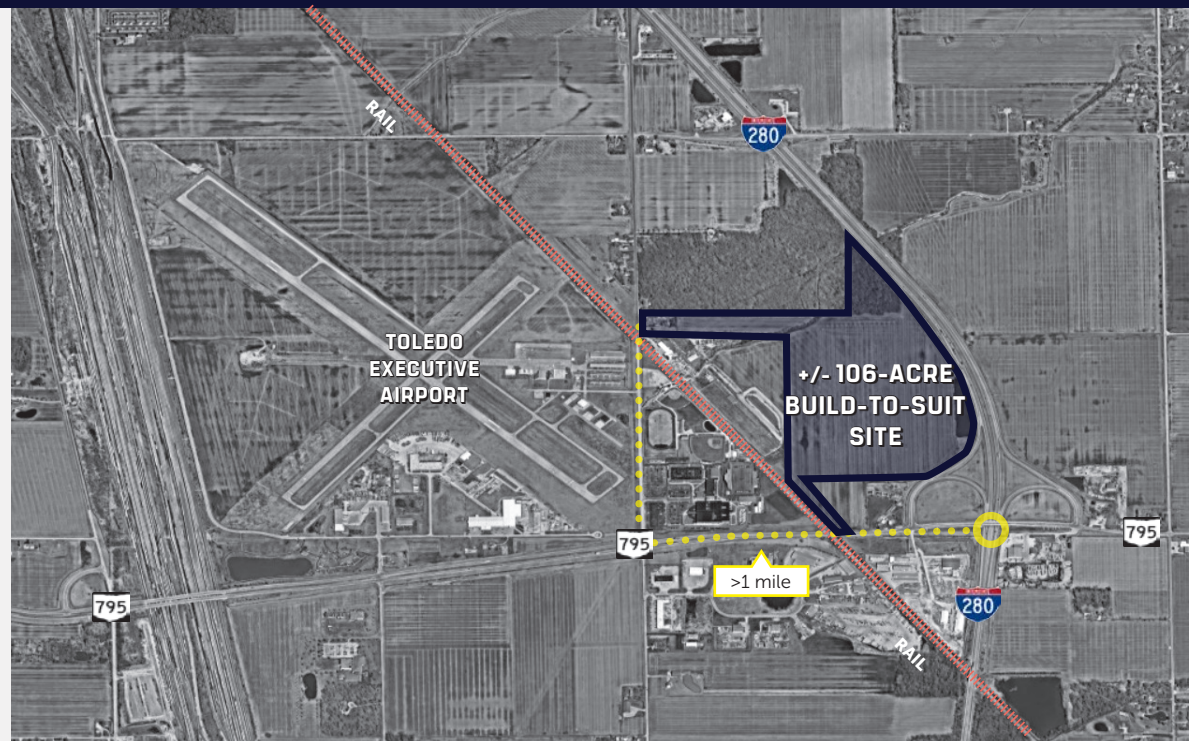 RAIL
280
TOLEDO
EXECUTIVE
AIRPORT
+/- 106-ACRE
BUILD-TO-SUIT
SITE
795
795
>1 mile
795
280
RAIL